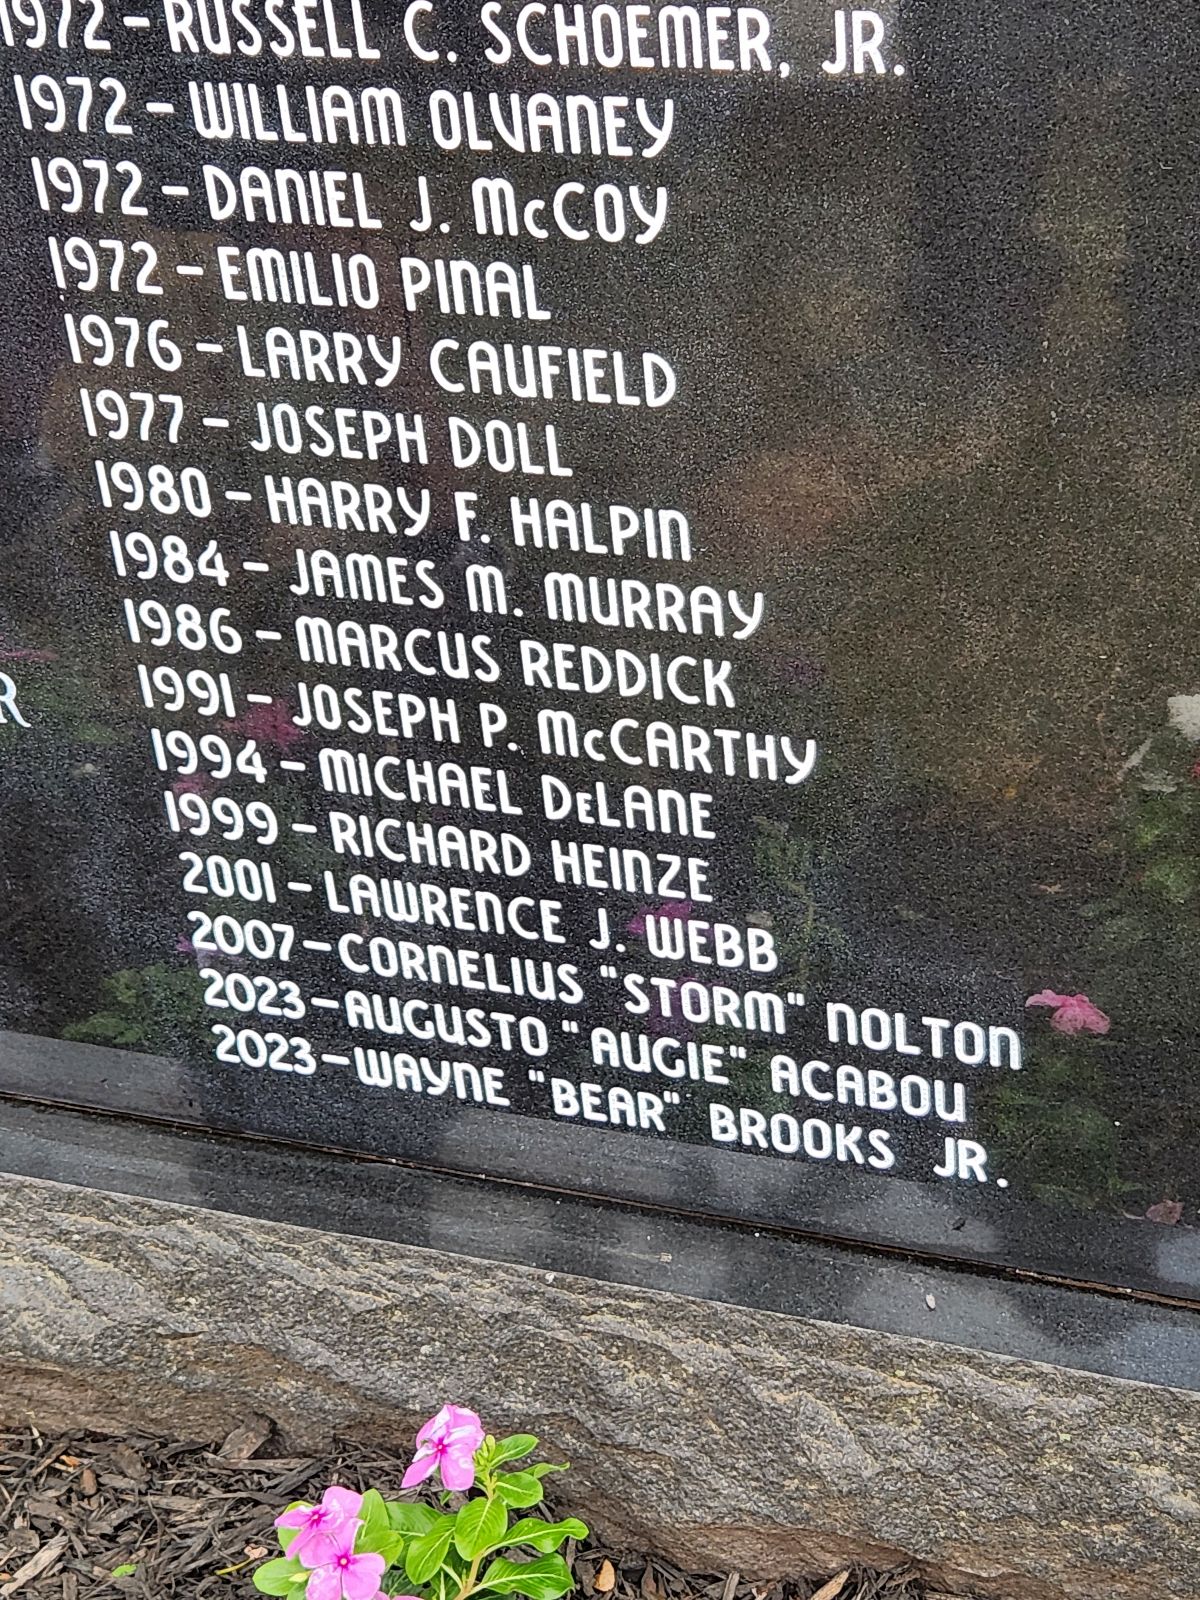 1972 - RUSSELL C. SCHOEMER, JR.
1972 - WILLIAM OLVANEY
1972 - DANIEL J. McCOY
1972 - EMILIO PINAL
1976 - LARRY CAUFIELD
1977 - JOSEPH DOLL
1980 - HARRY F. HALPIN
1984 - JAMES M. MURRAY
1986 - MARCUS REDDICK
R
1991 - JOSEPH P. McCARTHY
1994 - MICHAEL DeLANE
1999 - RICHARD HEINZE
2001 - LAWRENCE J. WEBB
2007 - CORNELIUS "STORM" NOLTON
2023 - AUGUSTO "AUGIE" ACABOU
2023 - WAYNE "BEAR" BROOKS JR.